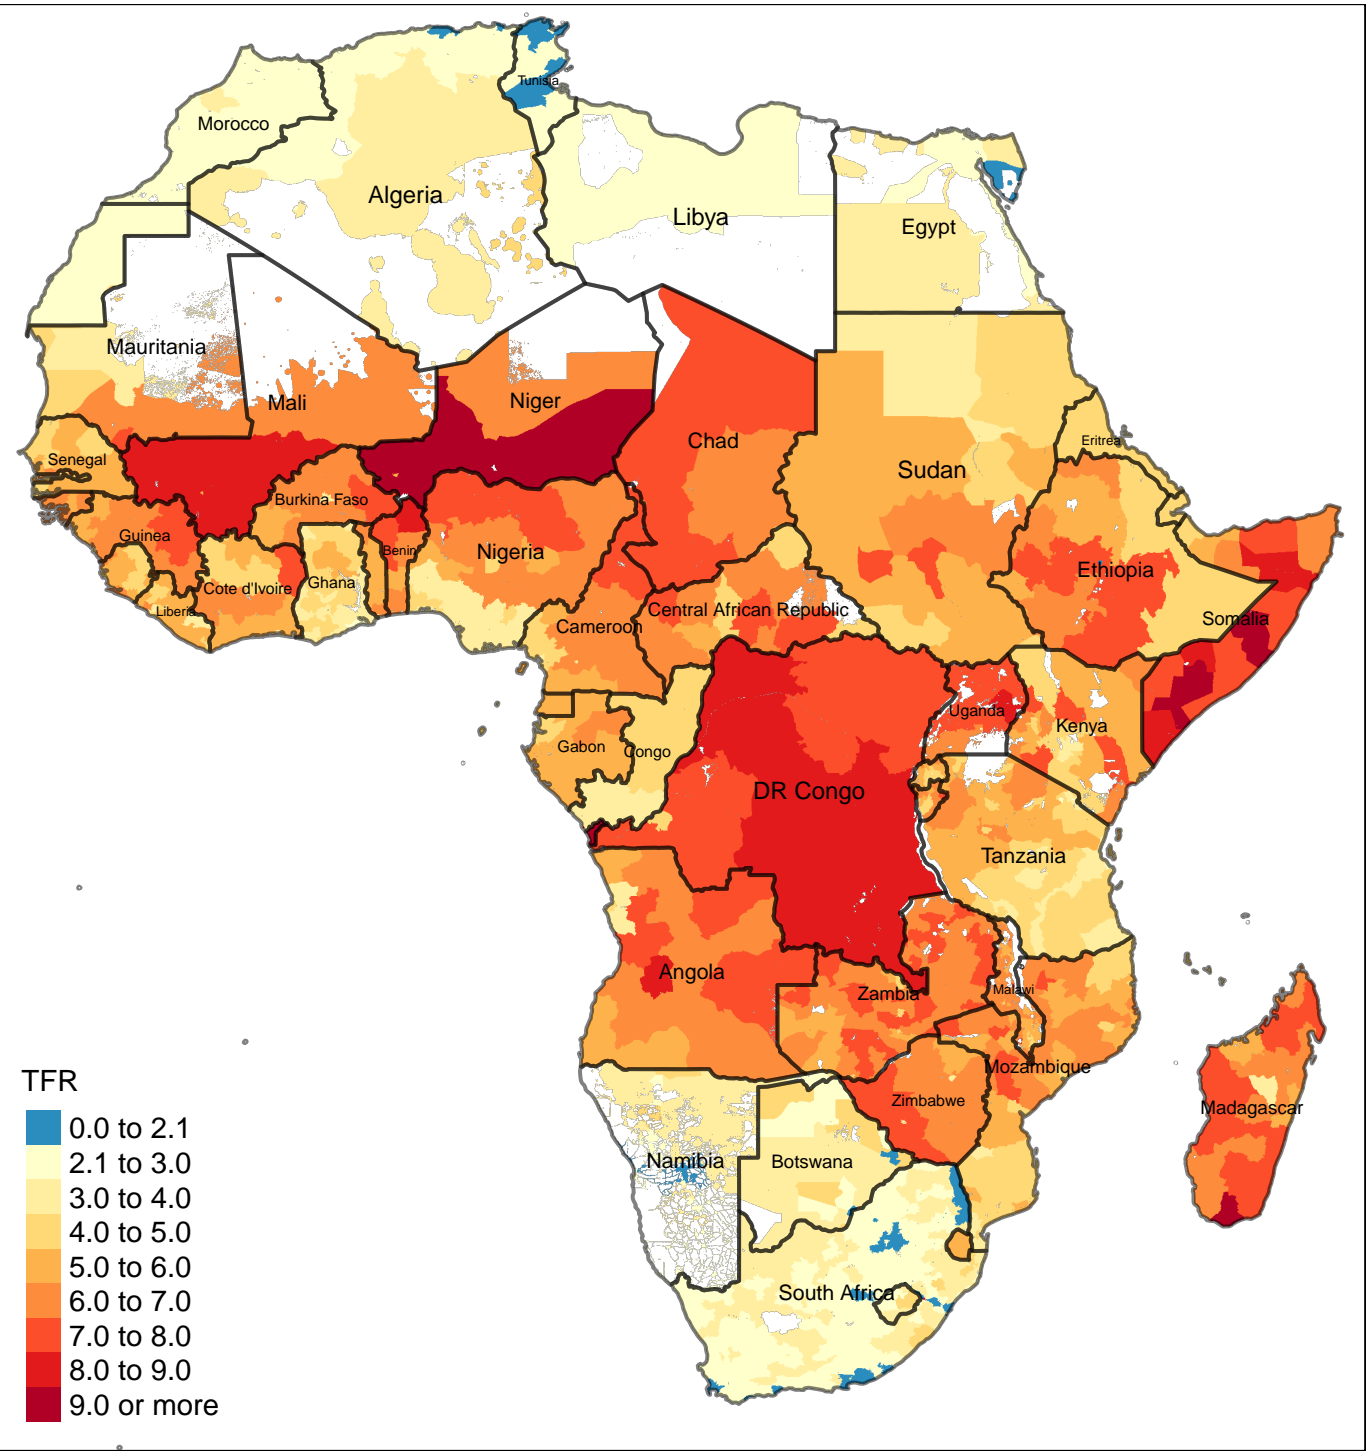 Tunisia
Morocco
Algeria
Libya
Egypt
Mauritania
Mali
Niger
Chad
Sudan
Eritrea
Senegal
Burkina Faso
Guinea
Benin
Nigeria
Ethiopia
Cote d'Ivoire
Ghana
Liberia
Central African Republic
Cameroon
Somalia
Uganda
Kenya
Gabon
Congo
DR Congo
Tanzania
Angola
Zambia
Malawi
Mozambique
Zimbabwe
Madagascar
Namibia
Botswana
South Africa
TFR
0.0 to 2.1
2.1 to 3.0
3.0 to 4.0
4.0 to 5.0
5.0 to 6.0
6.0 to 7.0
7.0 to 8.0
8.0 to 9.0
9.0 or more